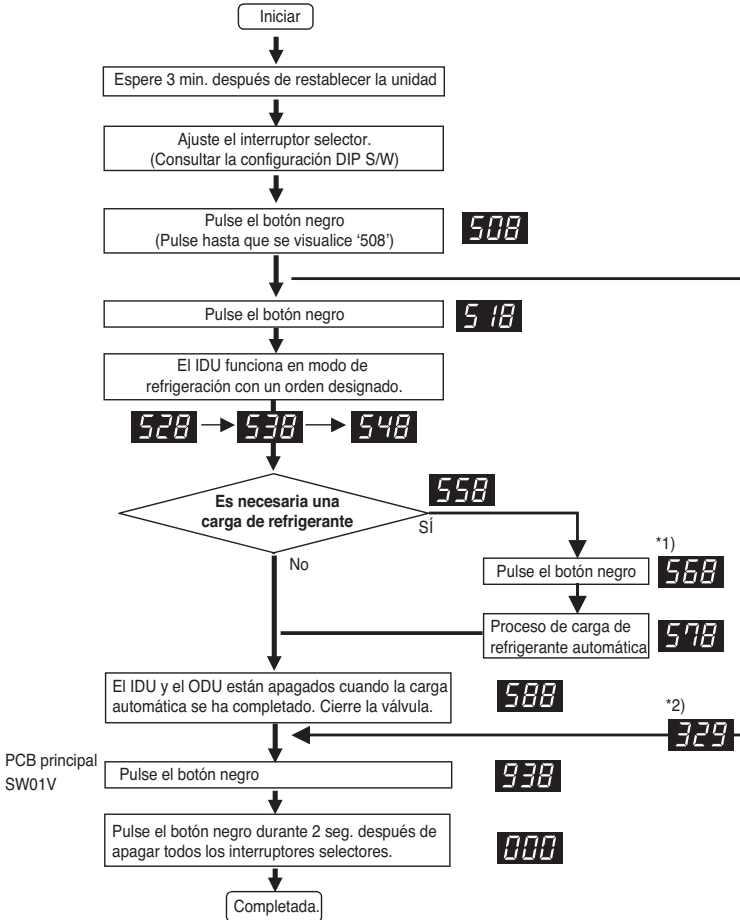 Iniciar
Espere 3 min. después de restablecer la unidad
Ajuste el interruptor selector.
(Consultar la configuración DIP S/W)
Pulse el botón negro
(Pulse hasta que se visualice ‘508’)
508
Pulse el botón negro
518
El IDU funciona en modo de
refrigeración con un orden designado.
528 538 548
558
Es necesaria una
carga de refrigerante
SÍ
No
*1)
Pulse el botón negro
568
Proceso de carga de
refrigerante automática
578
El IDU y el ODU están apagados cuando la carga
automática se ha completado. Cierre la válvula.
588
*2)
329
PCB principal
SW01V
Pulse el botón negro
938
Pulse el botón negro durante 2 seg. después de
apagar todos los interruptores selectores.
000
Completada.